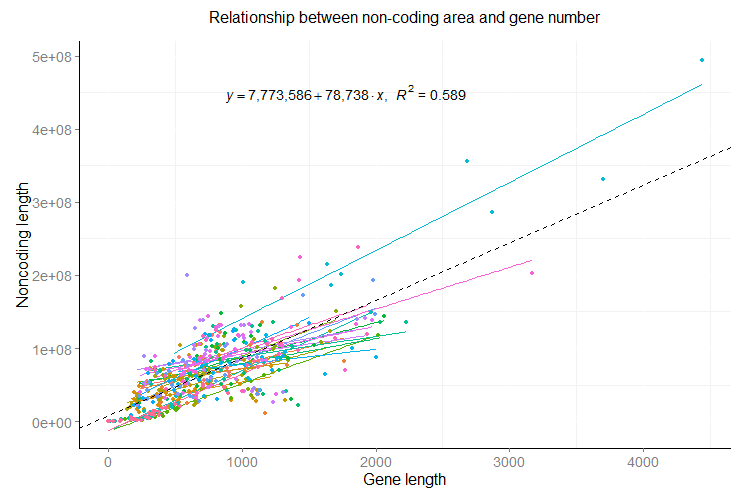 Relationship between non-coding area and gene number
y = 7,773,586+78,738·x, R² = 0.589
Noncoding length
5e+08
4e+08
3e+08
2e+08
1e+08
0e+00
0 1000 2000 3000 4000
Gene length